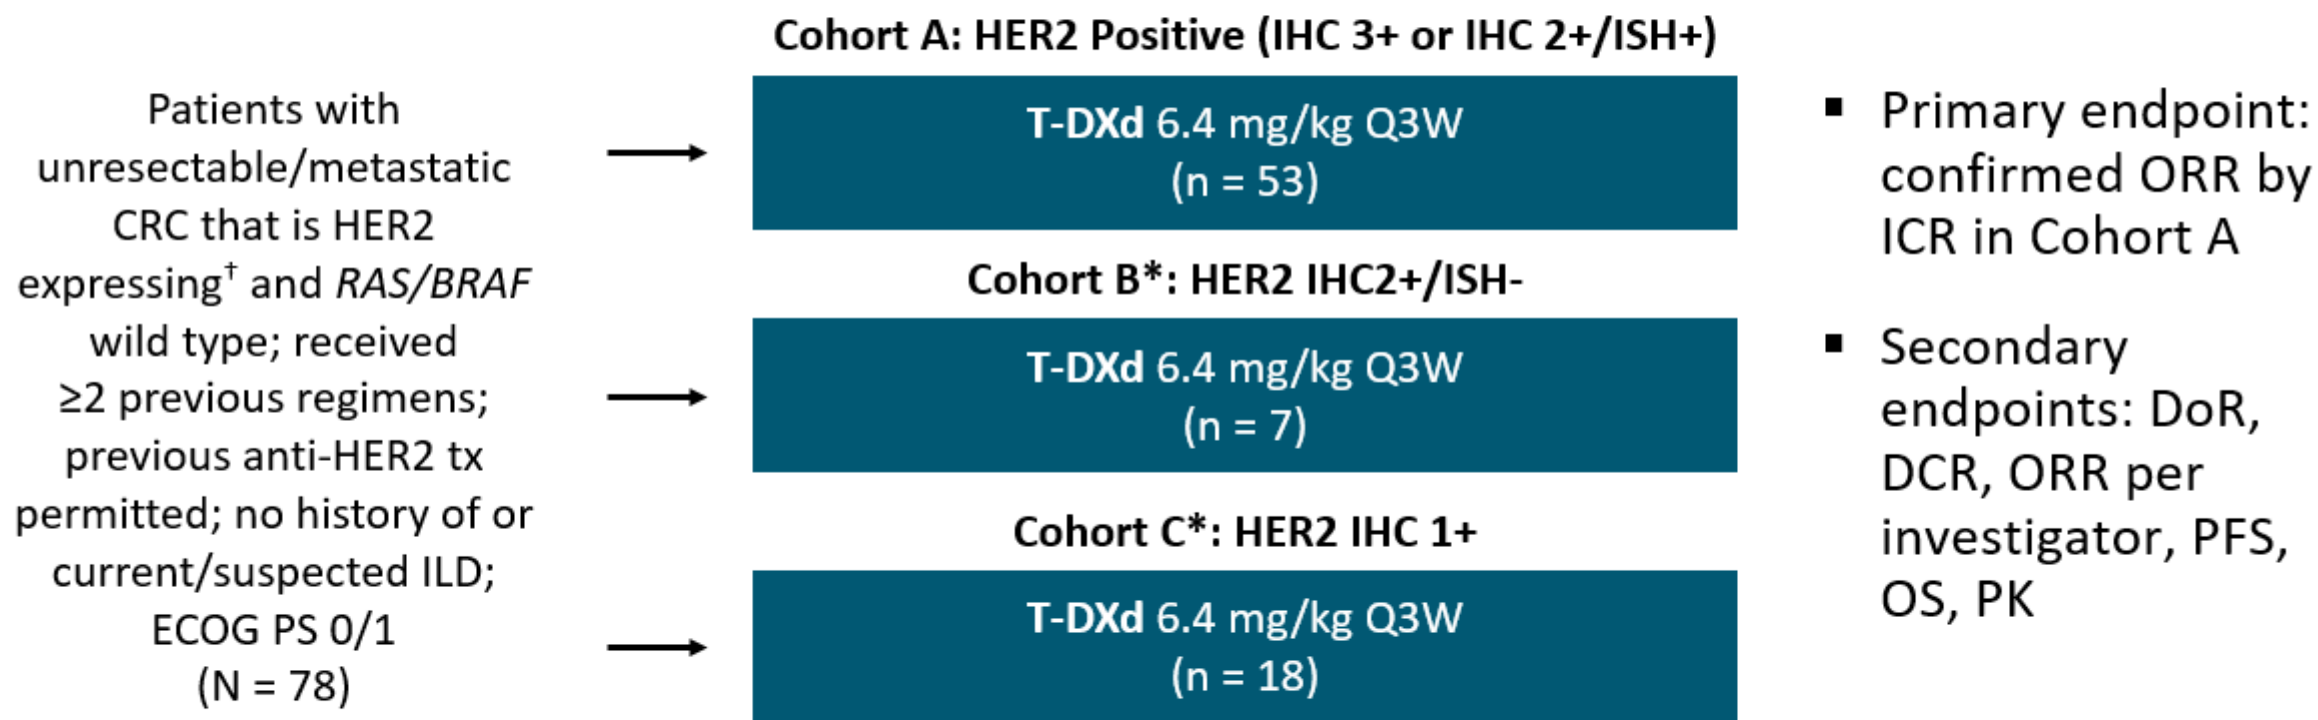 Patients with
unresectable/metastatic
CRC that is HER2
expressing† and RAS/BRAF
wild type; received
≥2 previous regimens;
previous anti-HER2 tx
permitted; no history of or
current/suspected ILD;
ECOG PS 0/1
(N = 78)
Cohort A: HER2 Positive (IHC 3+ or IHC 2+/ISH+)
T-DXd 6.4 mg/kg Q3W
(n = 53)
Cohort B*: HER2 IHC2+/ISH-
T-DXd 6.4 mg/kg Q3W
(n = 7)
Cohort C*: HER2 IHC 1+
T-DXd 6.4 mg/kg Q3W
(n = 18)
▪ Primary endpoint:
confirmed ORR by
ICR in Cohort A
▪ Secondary
endpoints: DoR,
DCR, ORR per
investigator, PFS,
OS, PK